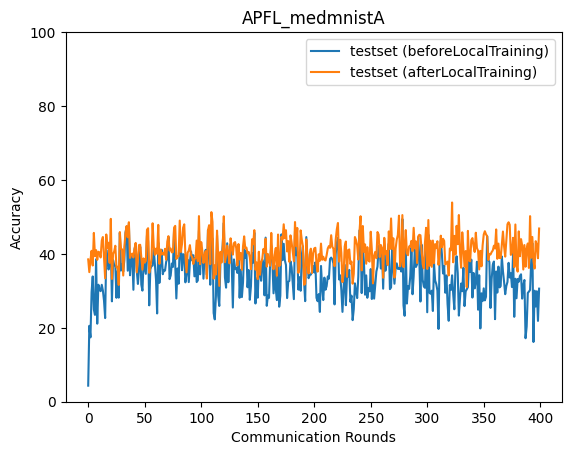 APFL_medmnistA
testset (beforeLocalTraining)
testset (afterLocalTraining)
100
80
60
40
20
0
Accuracy
0 50 100 150 200 250 300 350 400
Communication Rounds